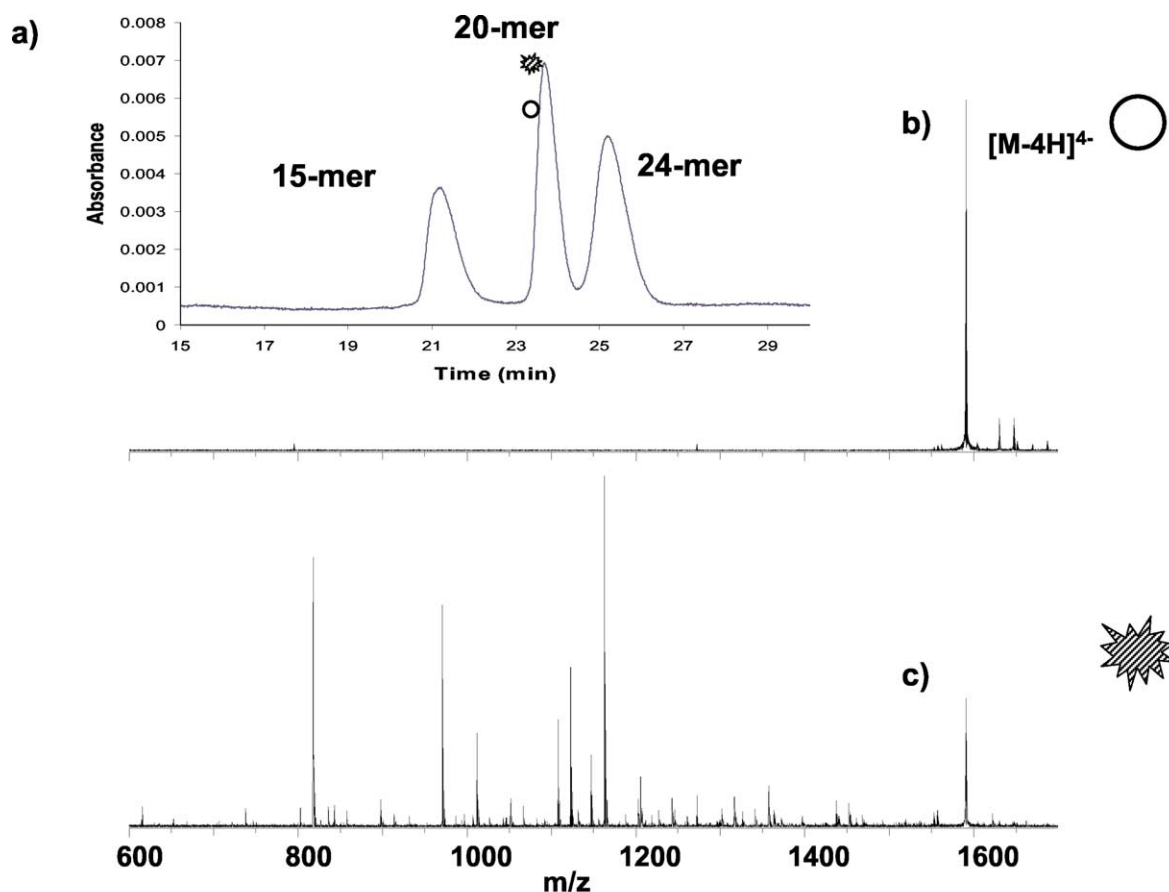 a)
20-mer
15-mer
24-mer
Absorbance
0.008
0.007
0.006
0.005
0.004
0.003
0.002
0.001
0
15 17 19 21 23 25 27 29
Time (min)
b)
[M-4H]4-
c)
600 800 1000 1200 1400 1600
m/z